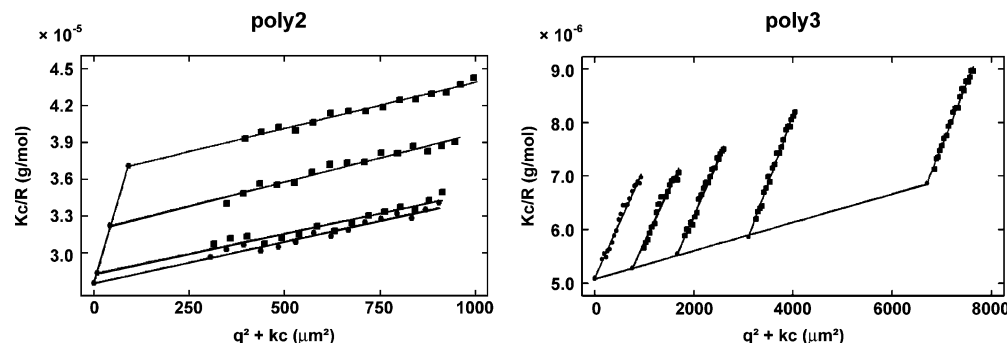 poly2
× 10⁻⁵
4.5
4.2
3.9
3.6
3.3
3.0
Kc/R (g/mol)
0 250 500 750 1000
q² + kc (μm²)
poly3
× 10⁻⁶
9.0
8.0
7.0
6.0
5.0
Kc/R (g/mol)
0 2000 4000 6000 8000
q² + kc (μm²)